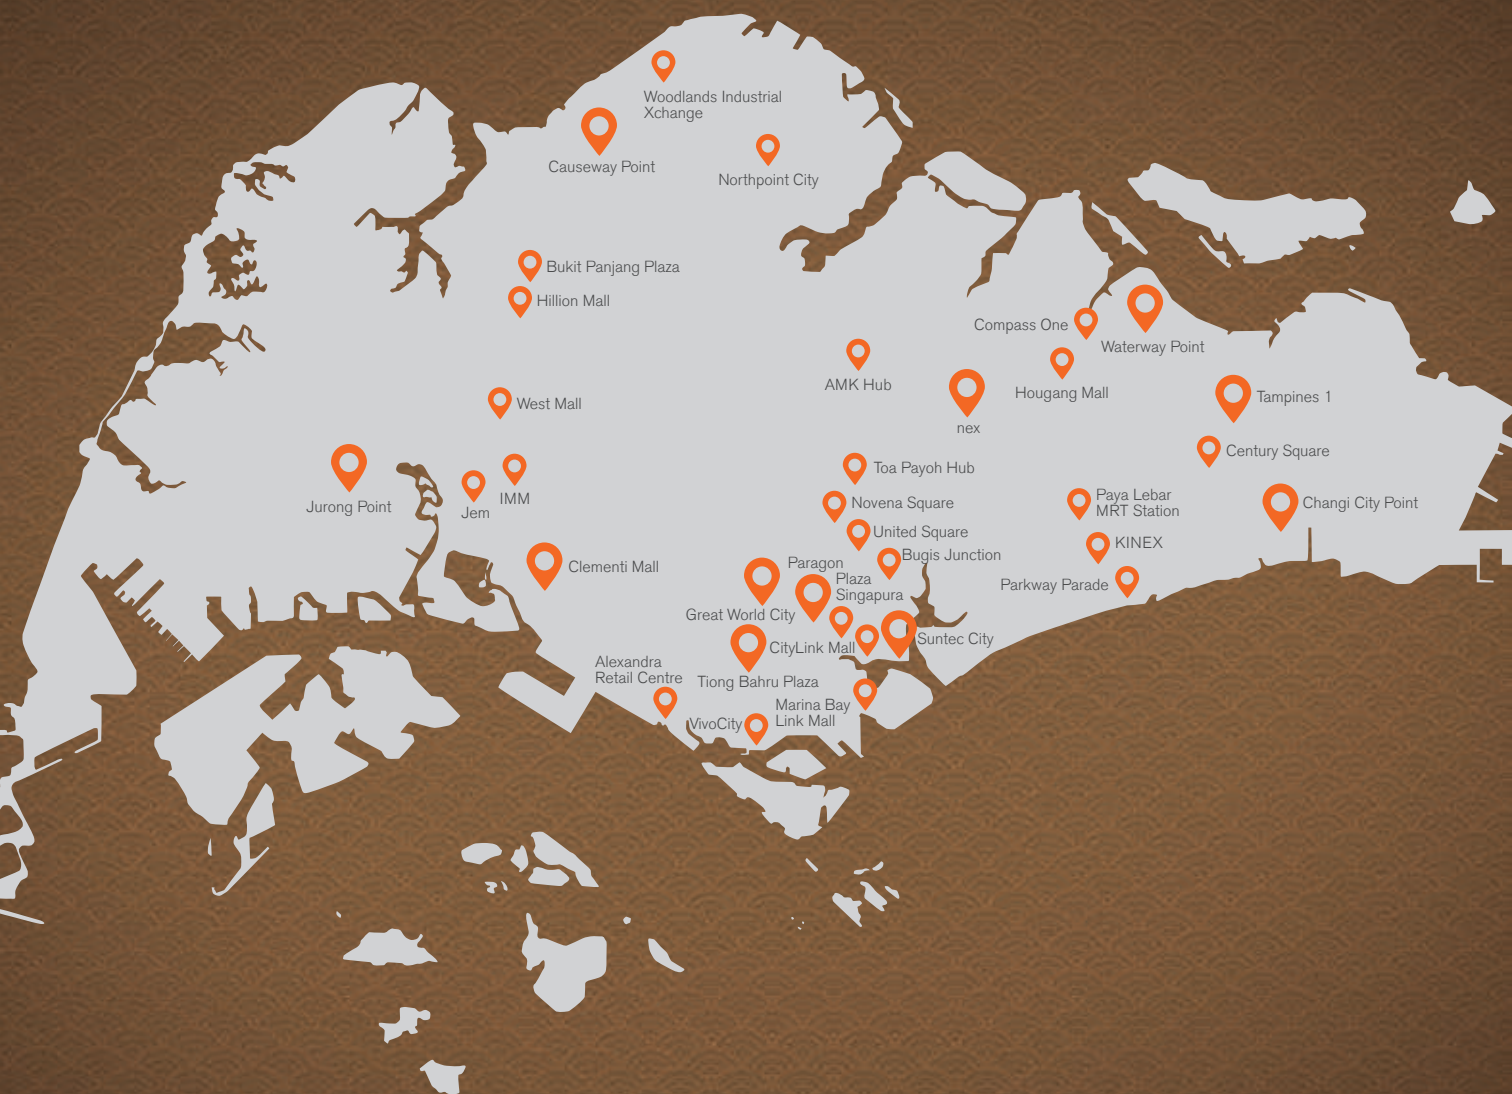 Woodlands Industrial
Xchange
Causeway Point
Northpoint City
Bukit Panjang Plaza
Hillion Mall
Compass One
Waterway Point
AMK Hub
Hougang Mall
Tampines 1
West Mall
nex
Century Square
Toa Payoh Hub
Jurong Point
Jem
IMM
Novena Square
Paya Lebar
MRT Station
Changi City Point
United Square
KINEX
Bugis Junction
Clementi Mall
Paragon
Plaza
Singapura
Parkway Parade
Great World City
CityLink Mall
Suntec City
Alexandra
Retail Centre
Tiong Bahru Plaza
Marina Bay
Link Mall
VivoCity